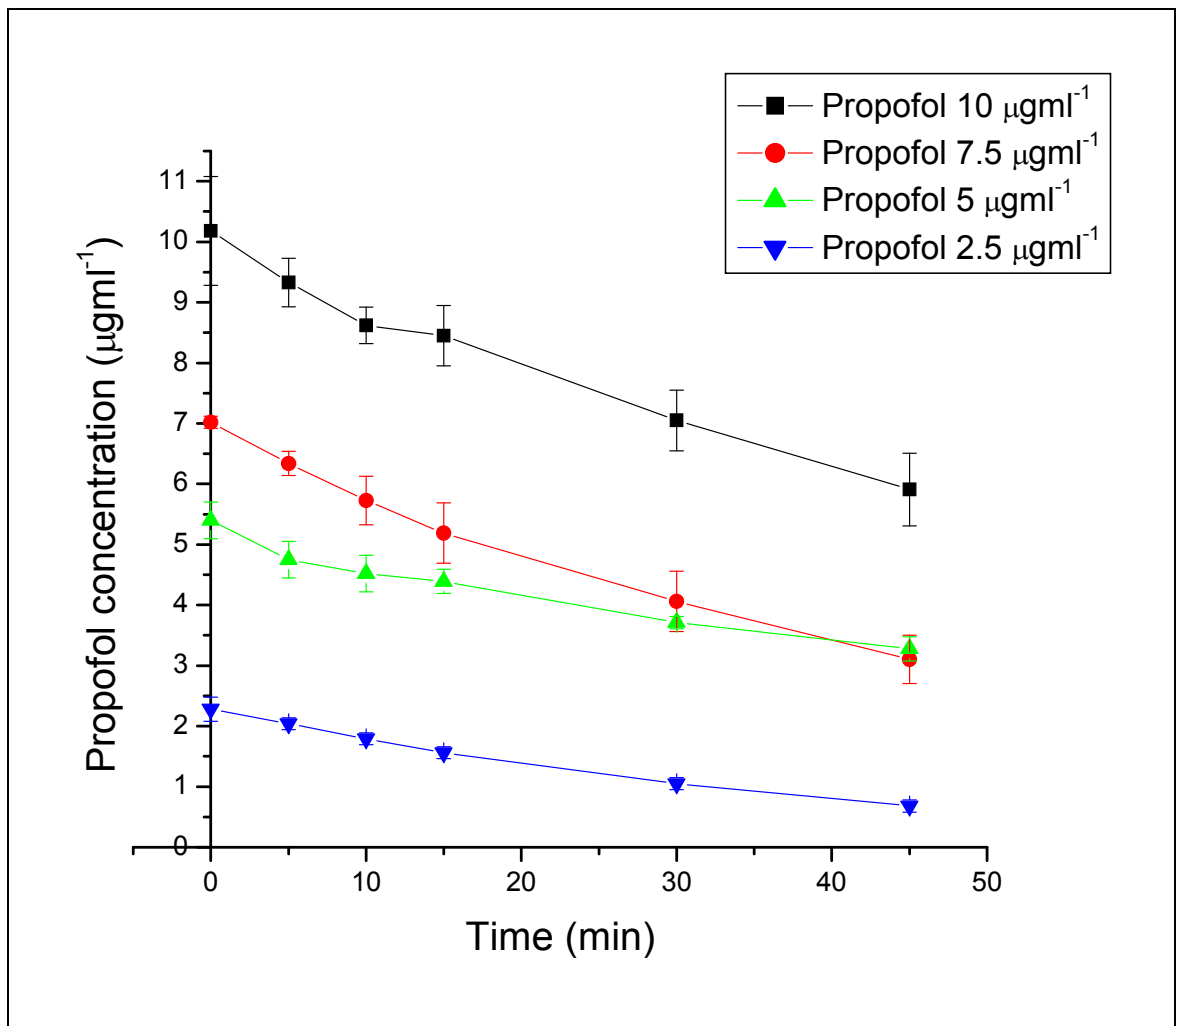 Propofol 10 μgml⁻¹
Propofol 7.5 μgml⁻¹
Propofol 5 μgml⁻¹
Propofol 2.5 μgml⁻¹
Propofol concentration (μgml⁻¹)
11
10
9
8
7
6
5
4
3
2
1
0
0 10 20 30 40 50
Time (min)